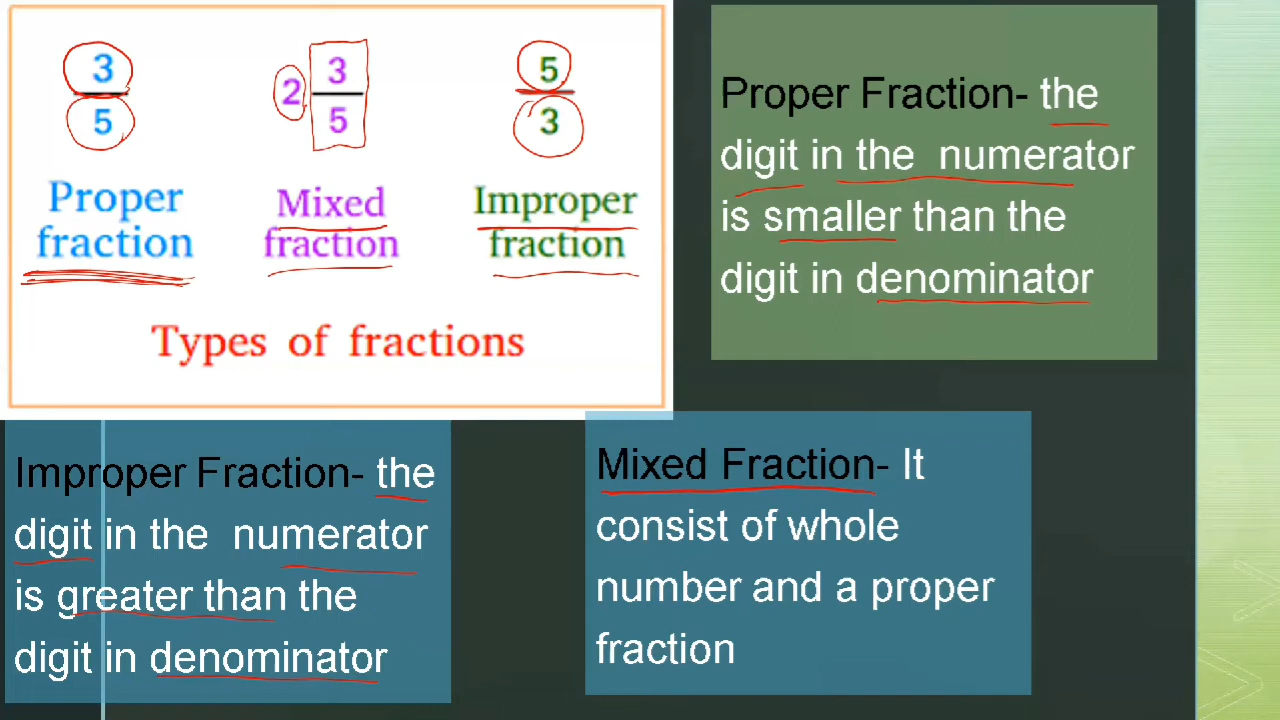 3
5
2 3
5
5
3
Proper
fraction
Mixed
fraction
Improper
fraction
Types of fractions
Proper Fraction- the
digit in the numerator
is smaller than the
digit in denominator
Improper Fraction- the
digit in the numerator
is greater than the
digit in denominator
Mixed Fraction- It
consist of whole
number and a proper
fraction